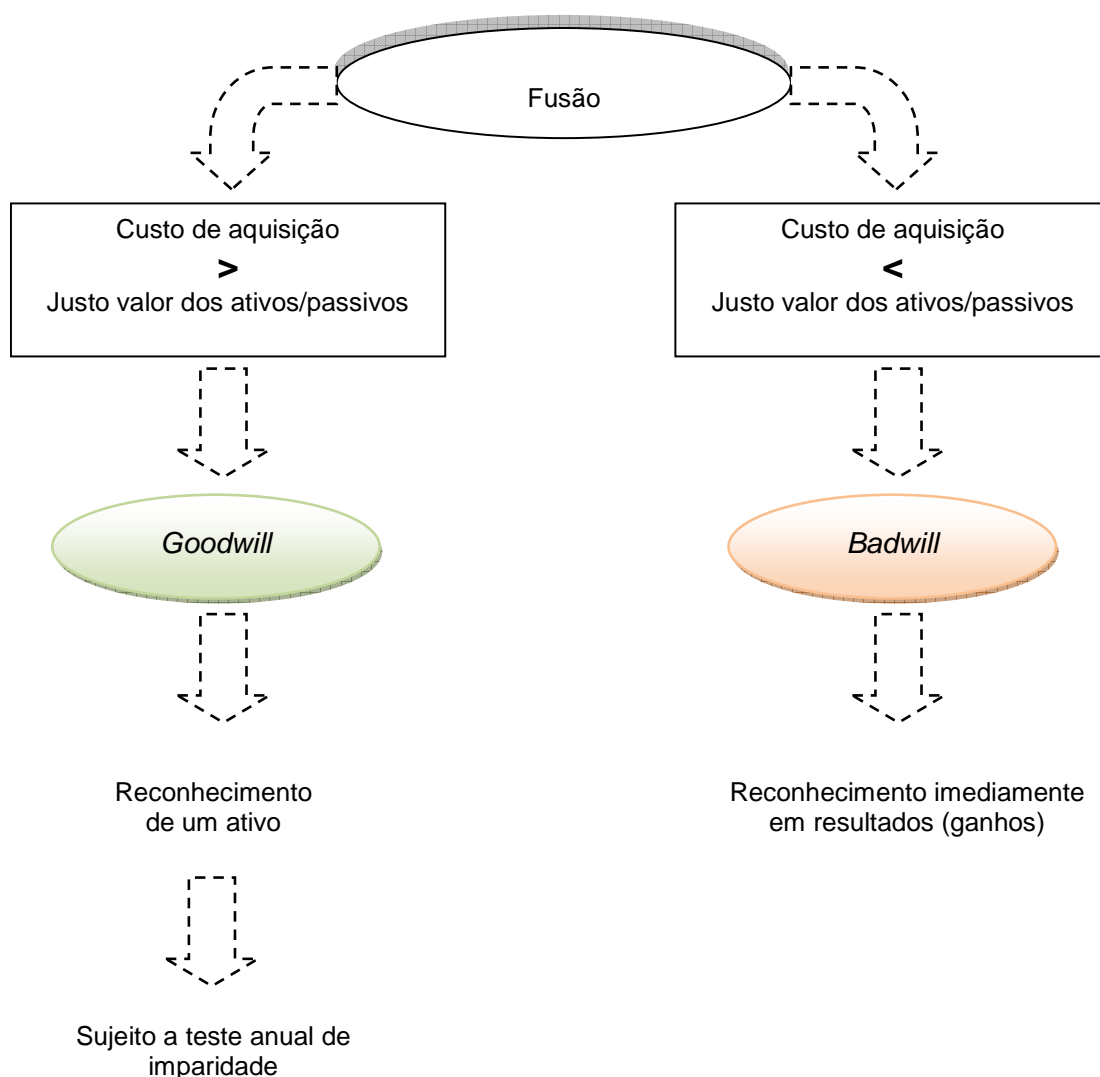 Fusão
Custo de aquisição
>
Justo valor dos ativos/passivos
Custo de aquisição
<
Justo valor dos ativos/passivos
Goodwill
Badwill
Reconhecimento
de um ativo
Reconhecimento imediamente
em resultados (ganhos)
Sujeito a teste anual de
imparidade